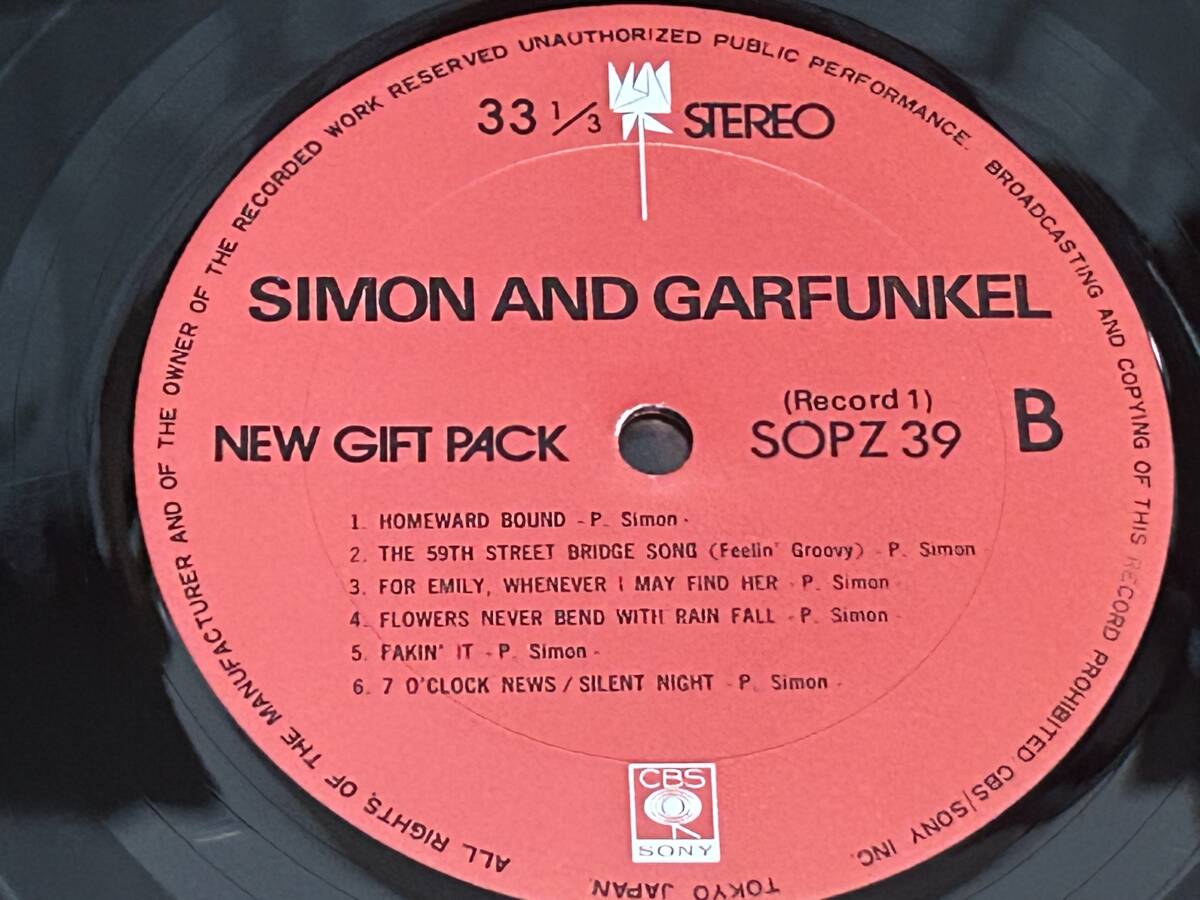 ALL RIGHTS OF THE MANUFACTURER AND OF THE OWNER OF THE RECORDED WORK RESERVED UNAUTHORIZED PUBLIC PERFORMANCE. BROADCASTING AND COPYING OF THIS RECORD PROHIBITED CBS/SONY INC.
TOKYO JAPAN
33 1/3 STEREO
SIMON AND GARFUNKEL
(Record 1)
NEW GIFT PACK SOPZ 39 B
1. HOMEWARD BOUND - P. Simon -
2. THE 59TH STREET BRIDGE SONG (Feelin' Groovy) - P. Simon -
3. FOR EMILY, WHENEVER I MAY FIND HER - P. Simon -
4. FLOWERS NEVER BEND WITH RAIN FALL - P. Simon -
5. FAKIN' IT - P. Simon -
6. 7 O'CLOCK NEWS / SILENT NIGHT - P. Simon -
CBS
SONY